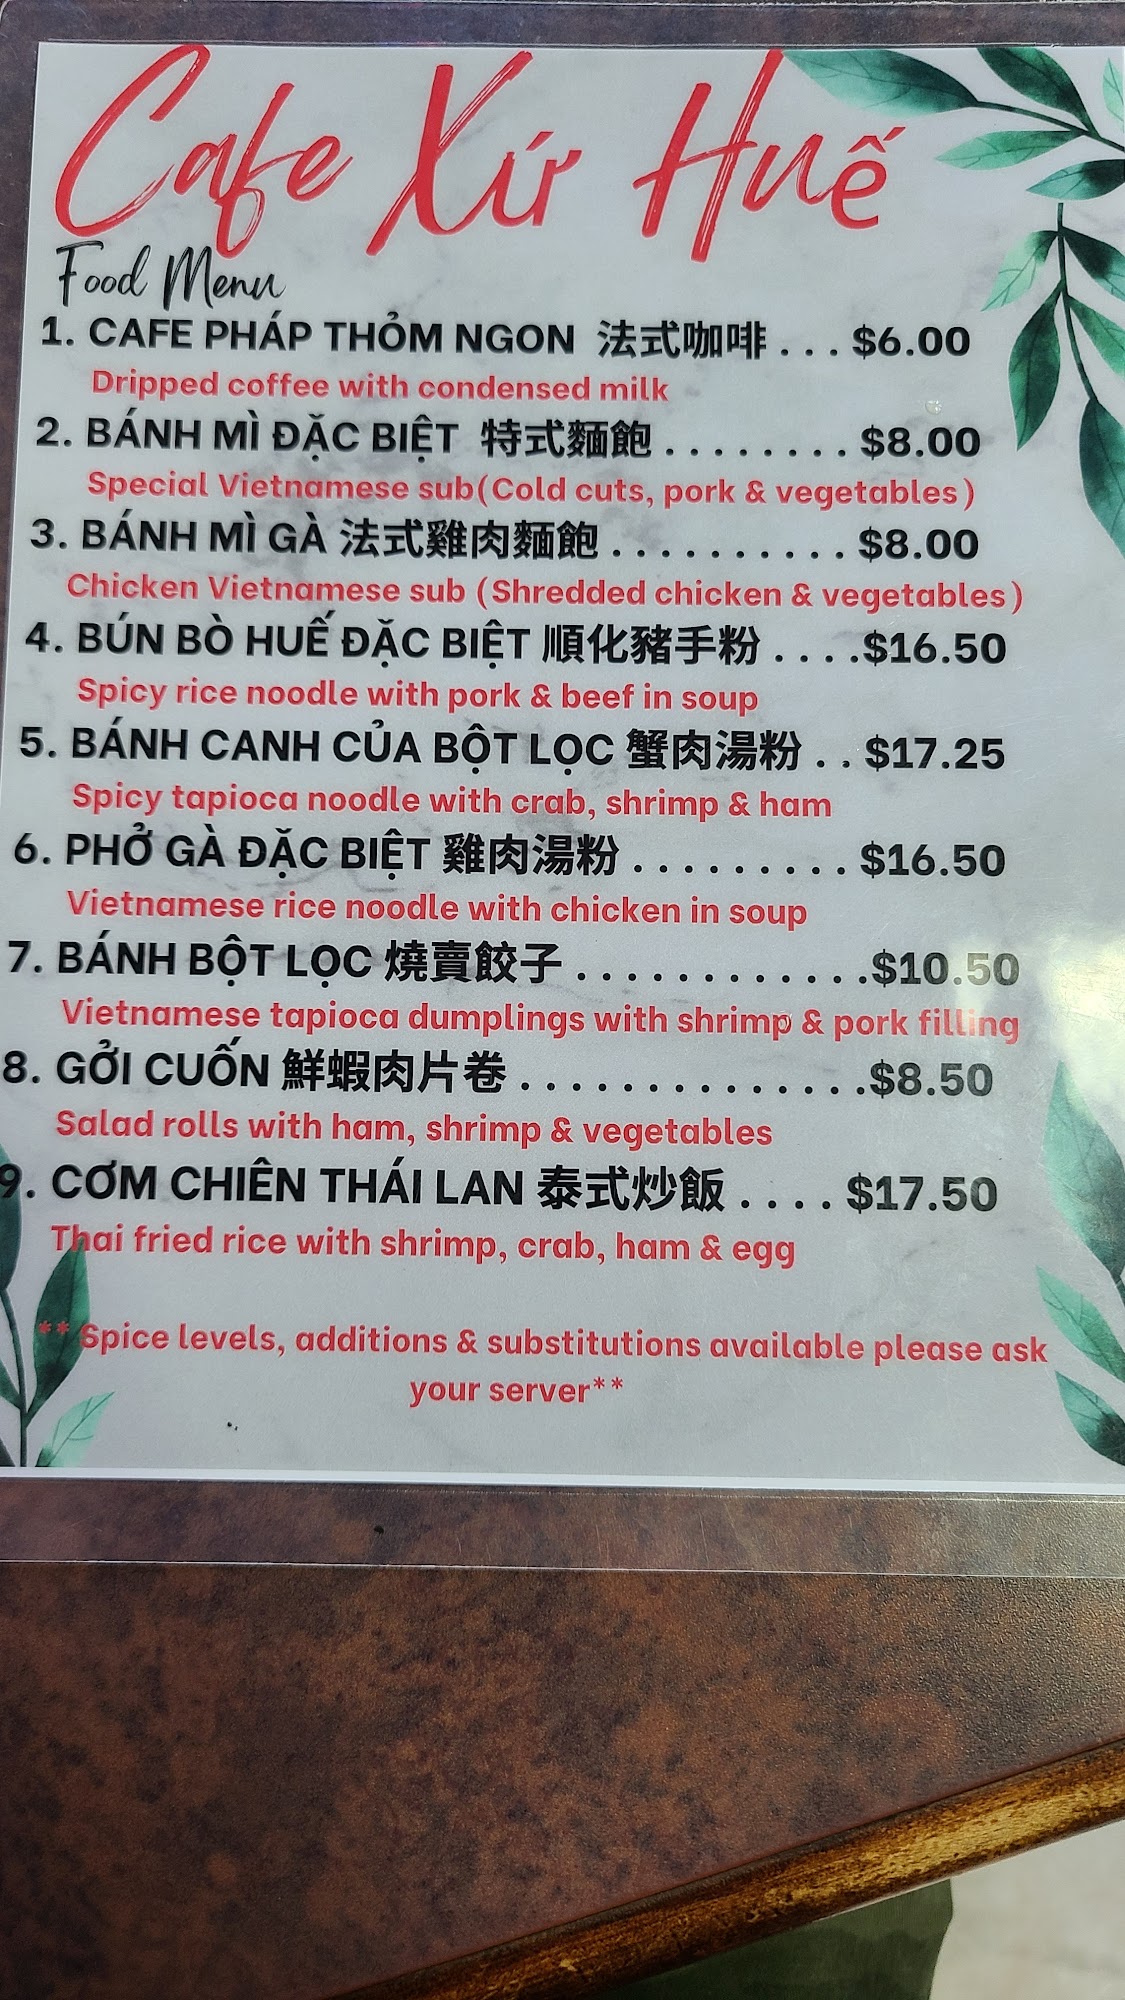 Cafe Xứ Huế
Food Menu
1. CAFE PHÁP THỎM NGON 法式咖啡 . . . $6.00
Dripped coffee with condensed milk
2. BÁNH MÌ ĐẶC BIỆT 特式麵飽 . . . . . . . . $8.00
Special Vietnamese sub(Cold cuts, pork & vegetables)
3. BÁNH MÌ GÀ 法式雞肉麵飽 . . . . . . . . . . $8.00
Chicken Vietnamese sub (Shredded chicken & vegetables)
4. BÚN BÒ HUẾ ĐẶC BIỆT 順化豬手粉 . . . .$16.50
Spicy rice noodle with pork & beef in soup
5. BÁNH CANH CỦA BỘT LỌC 蟹肉湯粉 . . $17.25
Spicy tapioca noodle with crab, shrimp & ham
6. PHỞ GÀ ĐẶC BIỆT 雞肉湯粉 . . . . . . . . . $16.50
Vietnamese rice noodle with chicken in soup
7. BÁNH BỘT LỌC 燒賣餃子 . . . . . . . . . . . . .$10.50
Vietnamese tapioca dumplings with shrimp & pork filling
8. GỞI CUỐN 鮮蝦肉片卷 . . . . . . . . . . . . . . .$8.50
Salad rolls with ham, shrimp & vegetables
9. CƠM CHIÊN THÁI LAN 泰式炒飯 . . . . $17.50
Thai fried rice with shrimp, crab, ham & egg
** Spice levels, additions & substitutions available please ask
your server**